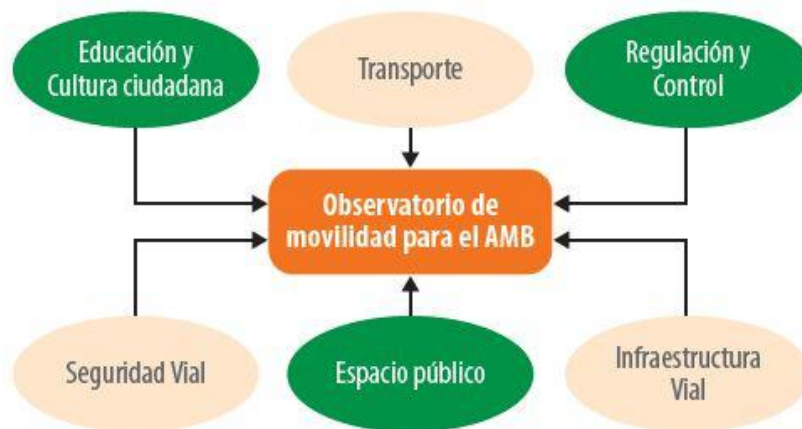 Educación y
Cultura ciudadana
Transporte
Regulación y
Control
Observatorio de
movilidad para el AMB
Seguridad Vial
Espacio público
Infraestructura
Vial